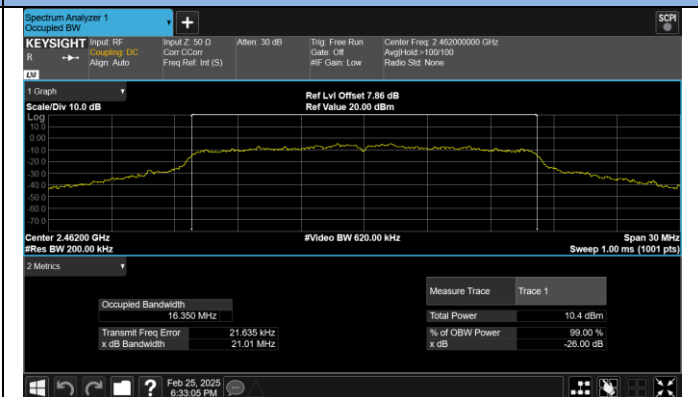 Spectrum Analyzer 1
Occupied BW
+
SCPI
KEYSIGHT
R
LXI
Input: RF
Coupling: DC
Align: Auto
Input Z: 50 Ω
Corr CCorr
Freq Ref: Int (S)
Atten: 30 dB
Trig: Free Run
Gate: Off
#IF Gain: Low
Center Freq: 2.462000000 GHz
Avg|Hold:>100/100
Radio Std: None
1 Graph
Scale/Div 10.0 dB
Ref Lvl Offset 7.86 dB
Ref Value 20.00 dBm
Log
10.0
0.00
-10.0
-20.0
-30.0
-40.0
-50.0
-60.0
-70.0
Center 2.46200 GHz
#Res BW 200.00 kHz
#Video BW 620.00 kHz
Span 30 MHz
Sweep 1.00 ms (1001 pts)
2 Metrics
Measure Trace Trace 1
Occupied Bandwidth
16.350 MHz
Total Power 10.4 dBm
Transmit Freq Error 21.635 kHz
% of OBW Power 99.00 %
x dB Bandwidth 21.01 MHz
x dB -26.00 dB
?
Feb 25, 2025
6:33:05 PM